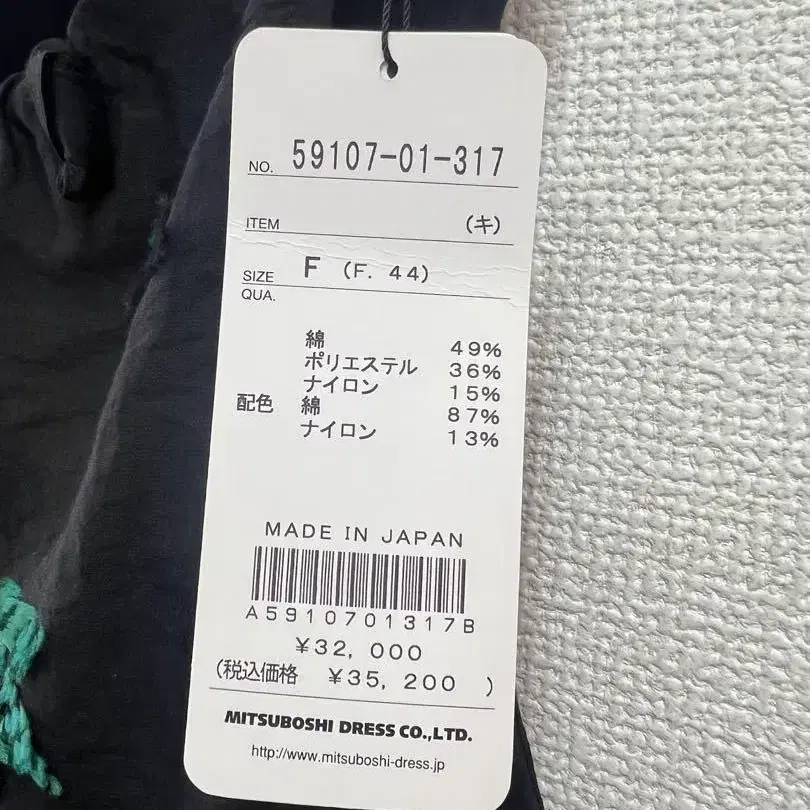 NO. 59107-01-317
ITEM (キ)
SIZE F (F. 44)
QUA.
綿 49%
ポリエステル 36%
ナイロン 15%
配色 綿 87%
ナイロン 13%
MADE IN JAPAN
A5910701317B
¥32,000
(税込価格 ¥35,200 )
MITSUBOSHI DRESS CO.,LTD.
http://www.mitsuboshi-dress.jp